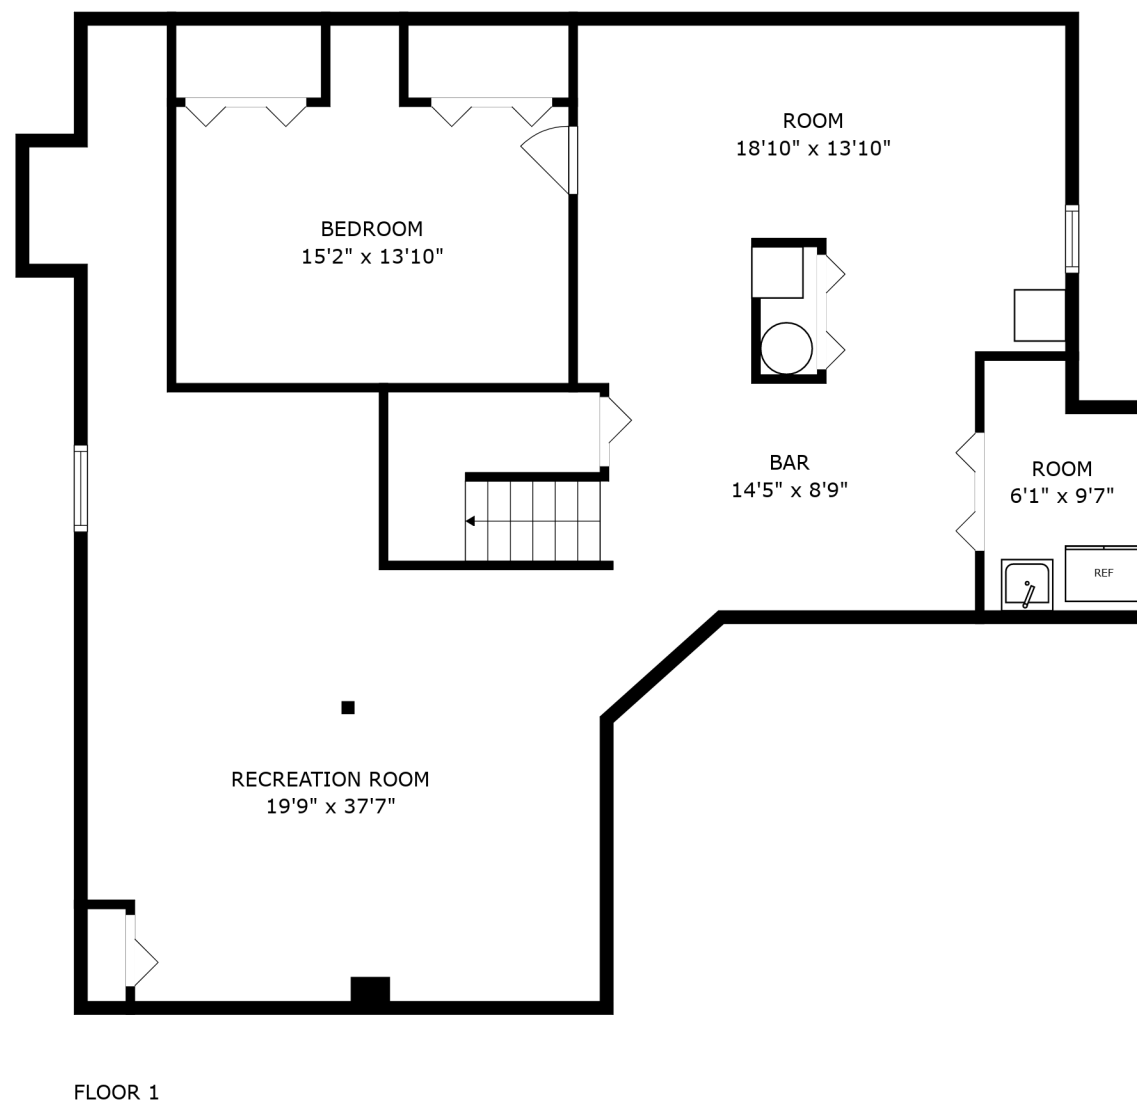 ROOM
18'10" x 13'10"
BEDROOM
15'2" x 13'10"
BAR
14'5" x 8'9"
ROOM
6'1" x 9'7"
REF
RECREATION ROOM
19'9" x 37'7"
FLOOR 1